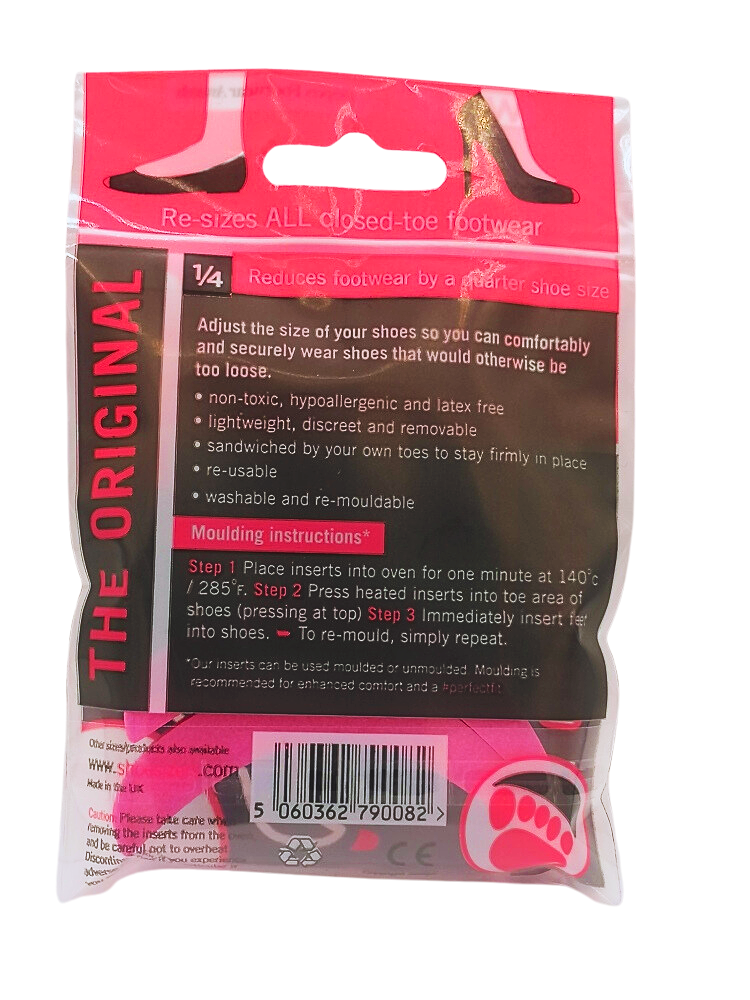 Re-sizes ALL closed-toe footwear
THE ORIGINAL
1/4 Reduces footwear by a quarter shoe size
Adjust the size of your shoes so you can comfortably
and securely wear shoes that would otherwise be
too loose.
• non-toxic, hypoallergenic and latex free
• lightweight, discreet and removable
• sandwiched by your own toes to stay firmly in place
• re-usable
• washable and re-mouldable
Moulding instructions*
Step 1 Place inserts into oven for one minute at 140°C
/ 285°F. Step 2 Press heated inserts into toe area of
shoes (pressing at top) Step 3 Immediately insert feet
into shoes. – To re-mould, simply repeat.
*Our inserts can be used moulded or unmoulded. Moulding is
recommended for enhanced comfort and a #perfectfit.
Other sizes/products also available
.com
Made in the UK
Caution: Please take care
removing the inserts from the
and be careful not to overheat
if you experience
5 060362 790082 >
CE